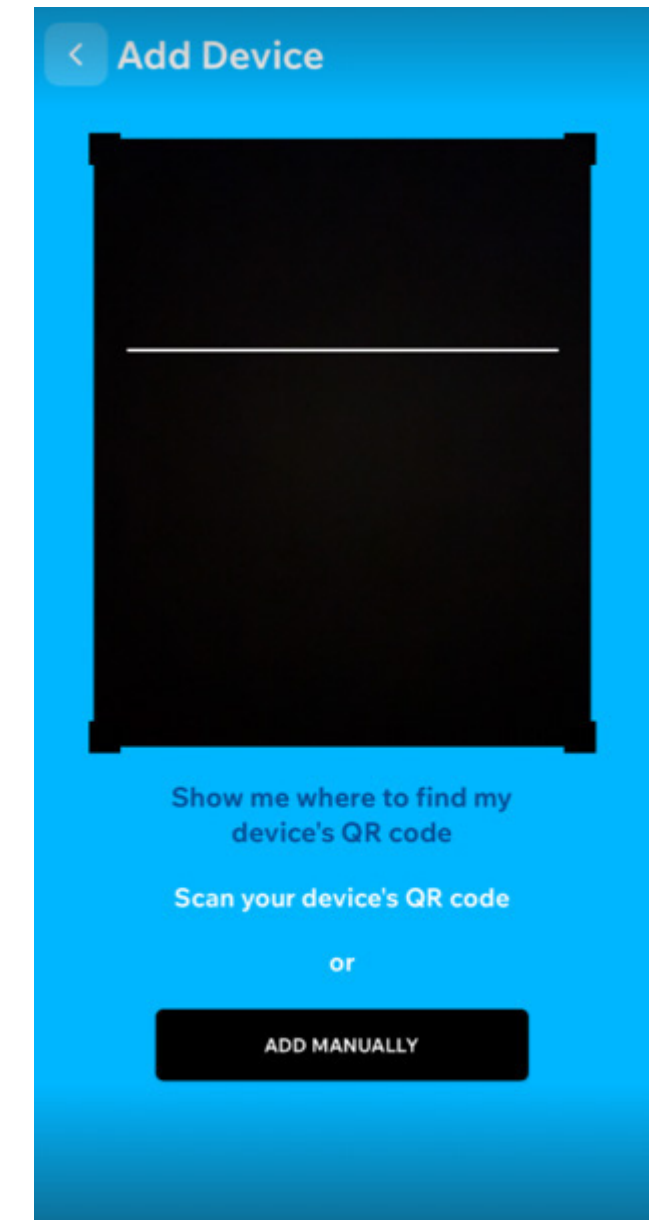 Add Device
Show me where to find my
device's QR code
Scan your device's QR code
or
ADD MANUALLY